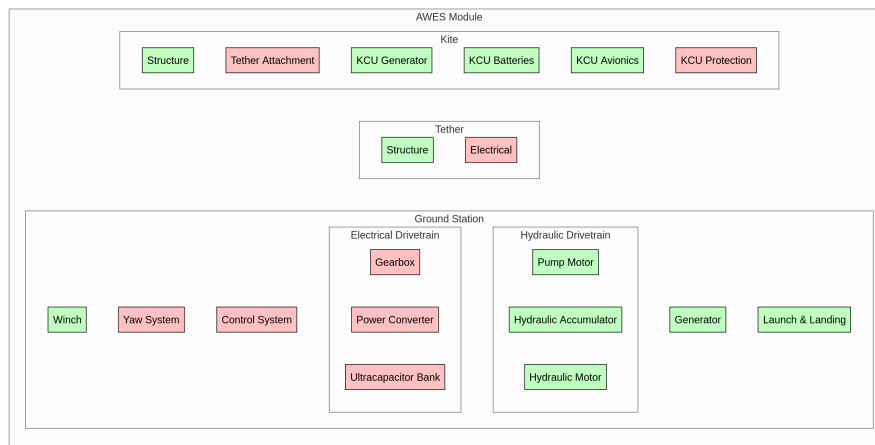 AWES Module
Kite
Structure Tether Attachment KCU Generator KCU Batteries KCU Avionics KCU Protection
Tether
Structure Electrical
Ground Station
Electrical Drivetrain Hydraulic Drivetrain
Gearbox Pump Motor
Winch Yaw System Control System Power Converter Hydraulic Accumulator Generator Launch & Landing
Ultracapacitor Bank Hydraulic Motor